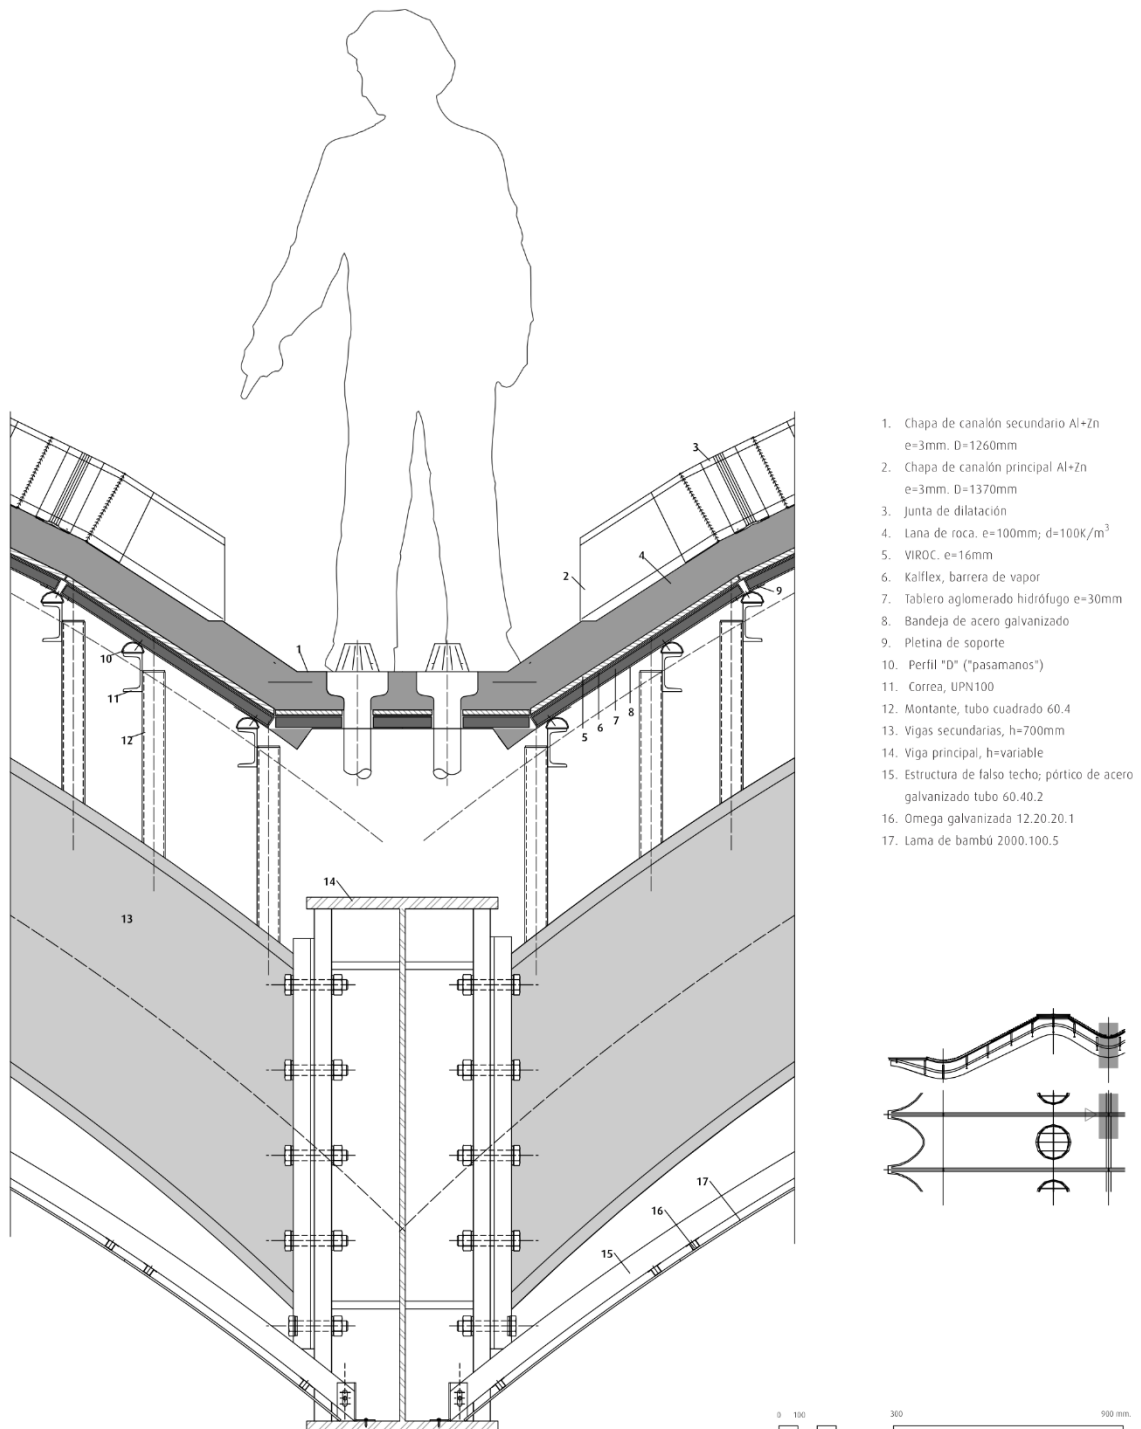 3
1. Chapa de canalón secundario Al+Zn
e=3mm. D=1260mm
2. Chapa de canalón principal Al+Zn
e=3mm. D=1370mm
3. Junta de dilatación
4. Lana de roca. e=100mm; d=100K/m³
5. VIROC. e=16mm
6. Kalflex, barrera de vapor
7. Tablero aglomerado hidrófugo e=30mm
8. Bandeja de acero galvanizado
9. Pletina de soporte
10. Perfil "D" ("pasamanos")
11. Correa, UPN100
12. Montante, tubo cuadrado 60.4
13. Vigas secundarias, h=700mm
14. Viga principal, h=variable
15. Estructura de falso techo; pórtico de acero
galvanizado tubo 60.40.2
16. Omega galvanizada 12.20.20.1
17. Lama de bambú 2000.100.5
4
2
9
1
10
11
12
5
6
7
8
14
13
17
16
15
0 100 300 900 mm.